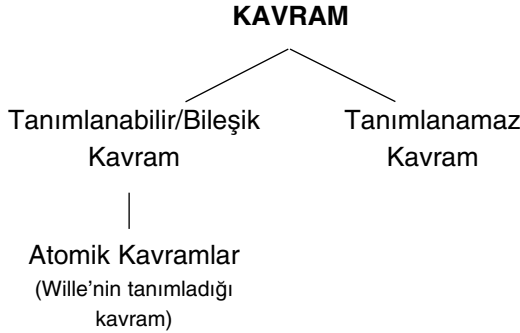 KAVRAM
Tanımlanabilir/Bileşik
Kavram
Tanımlanamaz
Kavram
Atomik Kavramlar
(Wille’nin tanımladığı
kavram)